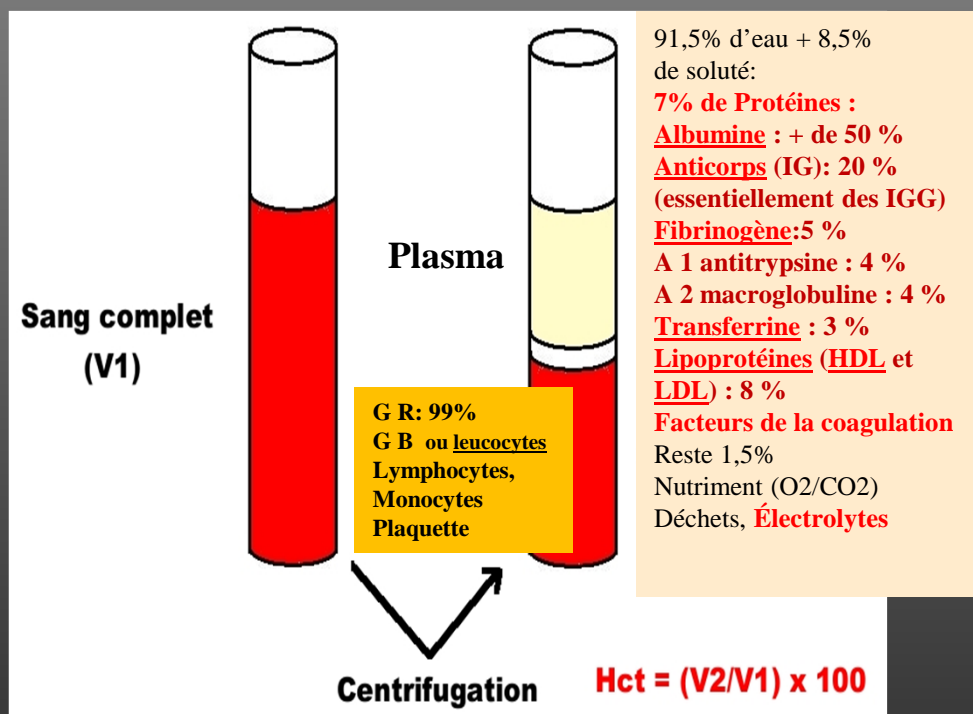 91,5% d’eau + 8,5%
de soluté:
7% de Protéines :
Albumine : + de 50 %
Anticorps (IG): 20 %
(essentiellement des IGG)
Fibrinogène:5 %
A 1 antitrypsine : 4 %
A 2 macroglobuline : 4 %
Transferrine : 3 %
Lipoprotéines (HDL et
LDL) : 8 %
Facteurs de la coagulation
Reste 1,5%
Nutriment (O2/CO2)
Déchets, Électrolytes
Plasma
Sang complet
(V1)
G R: 99%
G B ou leucocytes
Lymphocytes,
Monocytes
Plaquette
Centrifugation
Hct = (V2/V1) x 100